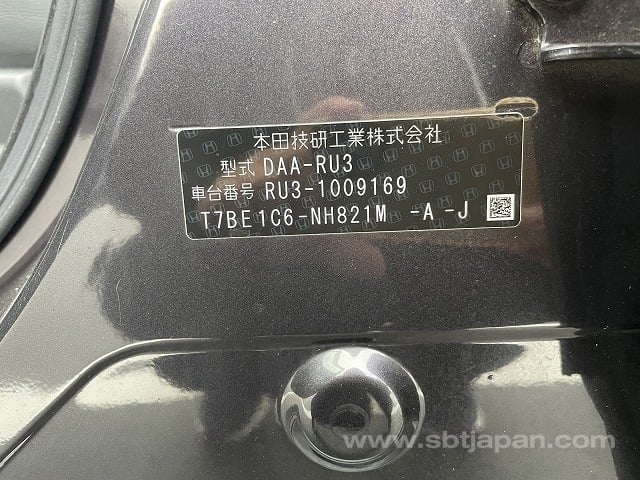 本田技研工業株式会社
型式 DAA-RU3
車台番号 RU3-1009169
T7BE1C6-NH821M -A -J
www.sbtjapan.com